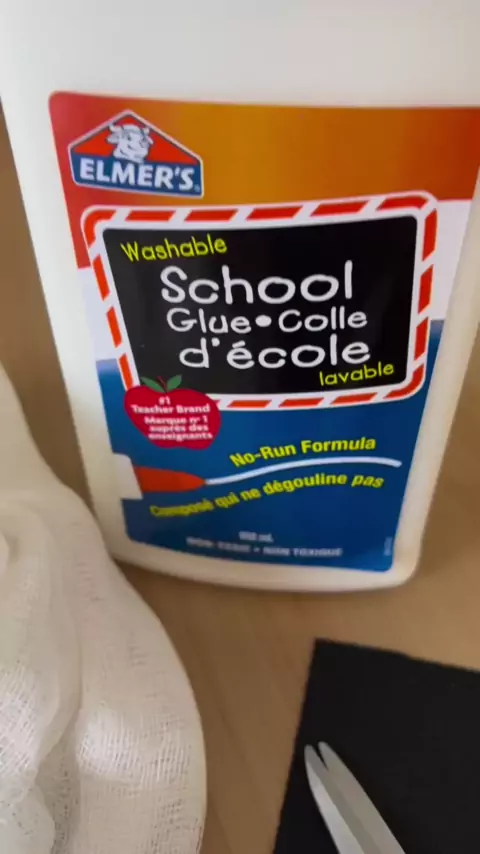 ELMER'S
Washable
School
Glue•Colle
d'école
lavable
#1
Teacher Brand
Marque nº 1
auprès des
enseignants
No-Run Formula
Composé qui ne dégouline pas
NON-TOXIC • NON TOXIQUE